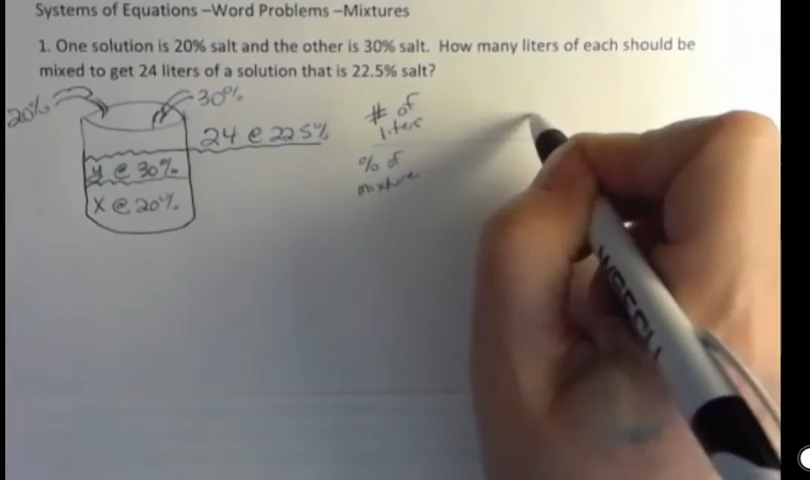 Systems of Equations –Word Problems –Mixtures
1. One solution is 20% salt and the other is 30% salt. How many liters of each should be
mixed to get 24 liters of a solution that is 22.5% salt?
20%
30%
24 @ 22.5%
y @ 30%
x @ 20%
# of
liters
% of
mixture
WSECU